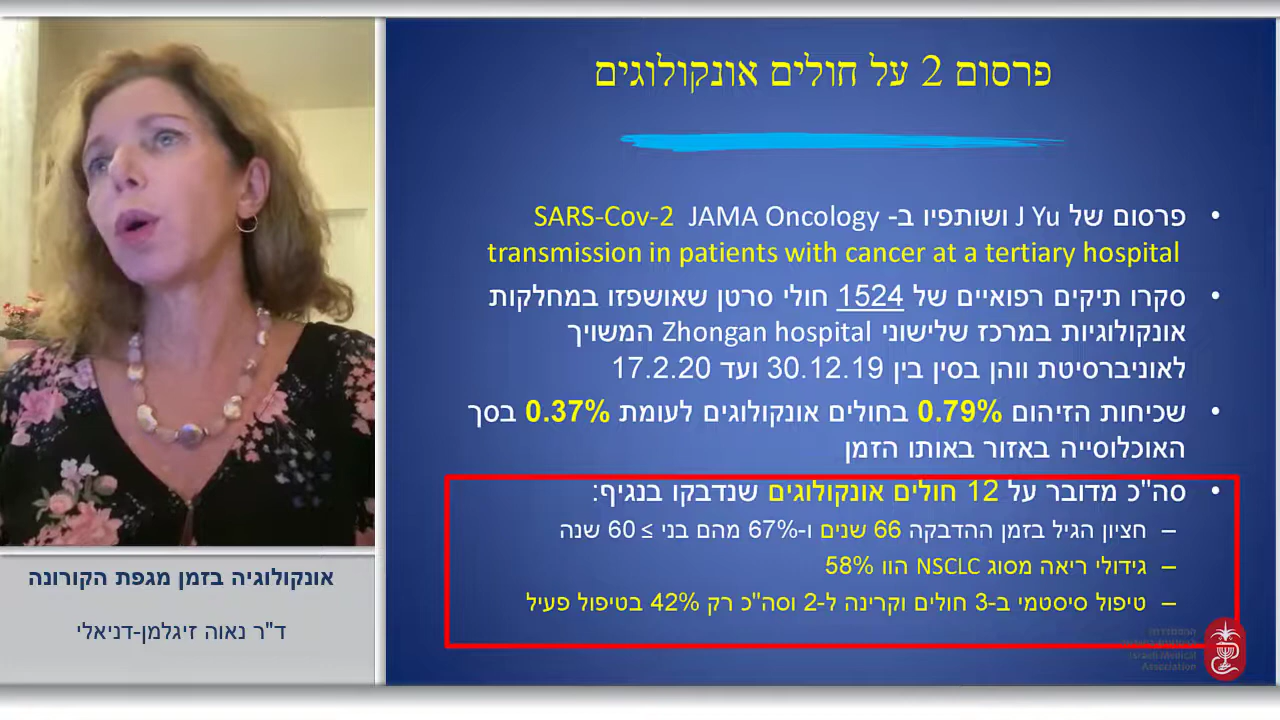 פרסום 2 על חולים אונקולוגים
• פרסום של J Yu ושותפיו ב- JAMA Oncology SARS-Cov-2
transmission in patients with cancer at a tertiary hospital
• סקרו תיקים רפואיים של 1524 חולי סרטן שאושפזו במחלקות
אונקולוגיות במרכז שלישוני Zhongan hospital המשויך
לאוניברסיטת ווהן בסין בין 30.12.19 ועד 17.2.20
• שכיחות הזיהום 0.79% בחולים אונקולוגים לעומת 0.37% בסך
האוכלוסייה באזור באותו הזמן
• סה"כ מדובר על 12 חולים אונקולוגים שנדבקו בנגיף:
– חציון הגיל בזמן ההדבקה 66 שנים ו-67% מהם בני ≥ 60 שנה
– גידולי ריאה מסוג NSCLC הוו 58%
– טיפול סיסטמי ב-3 חולים וקרינה ל-2 וסה"כ רק 42% בטיפול פעיל
Israeli Medical
Association
אונקולוגיה בזמן מגפת הקורונה
ד"ר נאוה זיגלמן-דניאלי